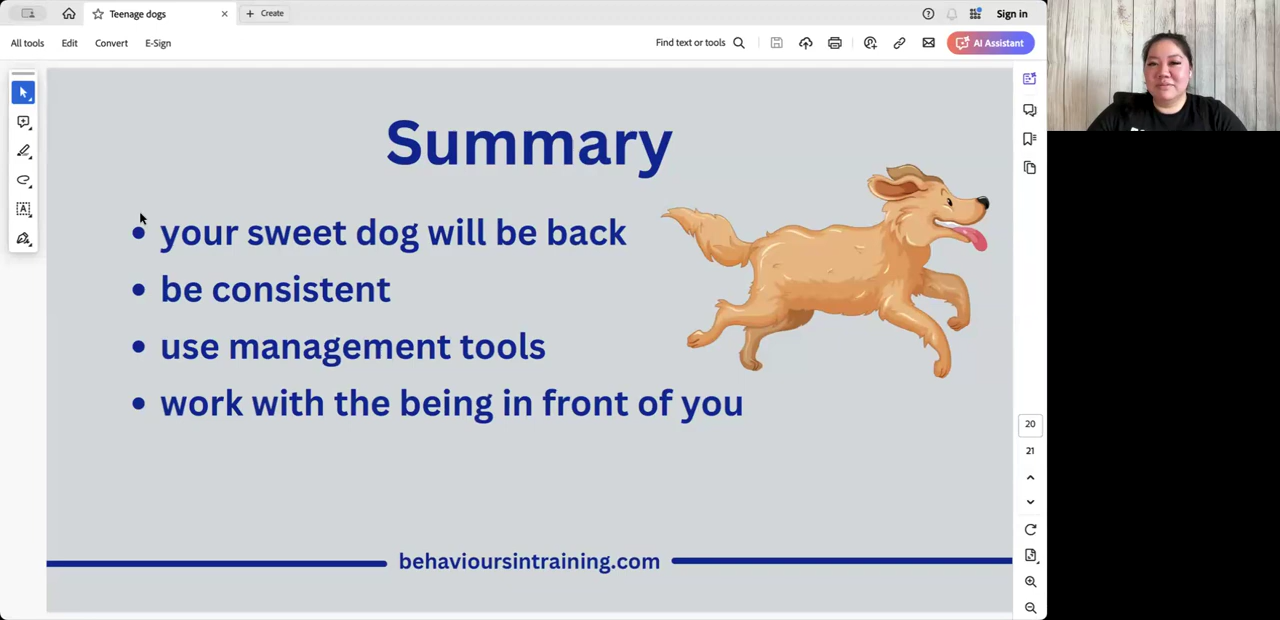 Teenage dogs
Create
Sign in
All tools
Edit
Convert
E-Sign
Find text or tools
AI Assistant
Summary
your sweet dog will be back
be consistent
use management tools
work with the being in front of you
behavioursintraining.com
20
21